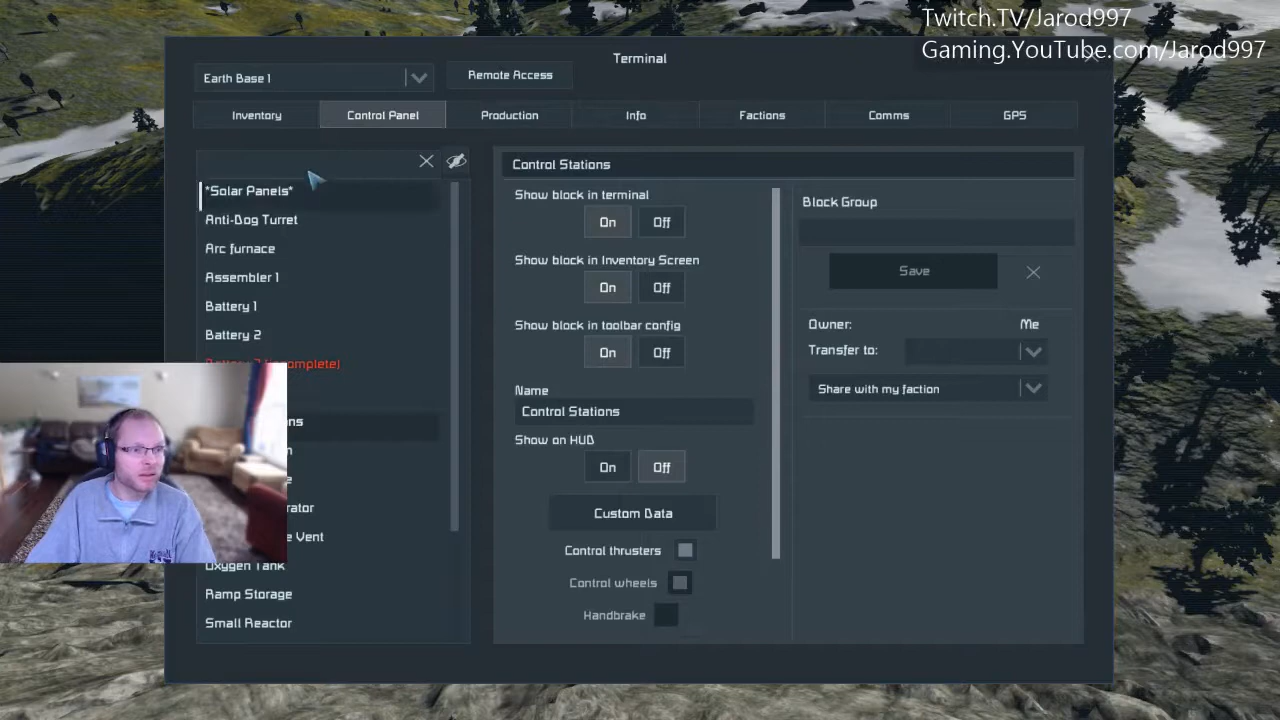 Twitch.TV/Jarod997
Gaming.YouTube.com/Jarod997
Terminal
Earth Base 1
Remote Access
Inventory
Control Panel
Production
Info
Factions
Comms
GPS
*Solar Panels*
Anti-Dog Turret
Arc furnace
Assembler 1
Battery 1
Battery 2
Oxygen Tank
Ramp Storage
Small Reactor
Control Stations
Show block in terminal
On Off
Show block in Inventory Screen
On Off
Show block in toolbar config
On Off
Name
Control Stations
Show on HUD
On Off
Custom Data
Control thrusters
Control wheels
Handbrake
Block Group
Save
Owner: Me
Transfer to:
Share with my faction